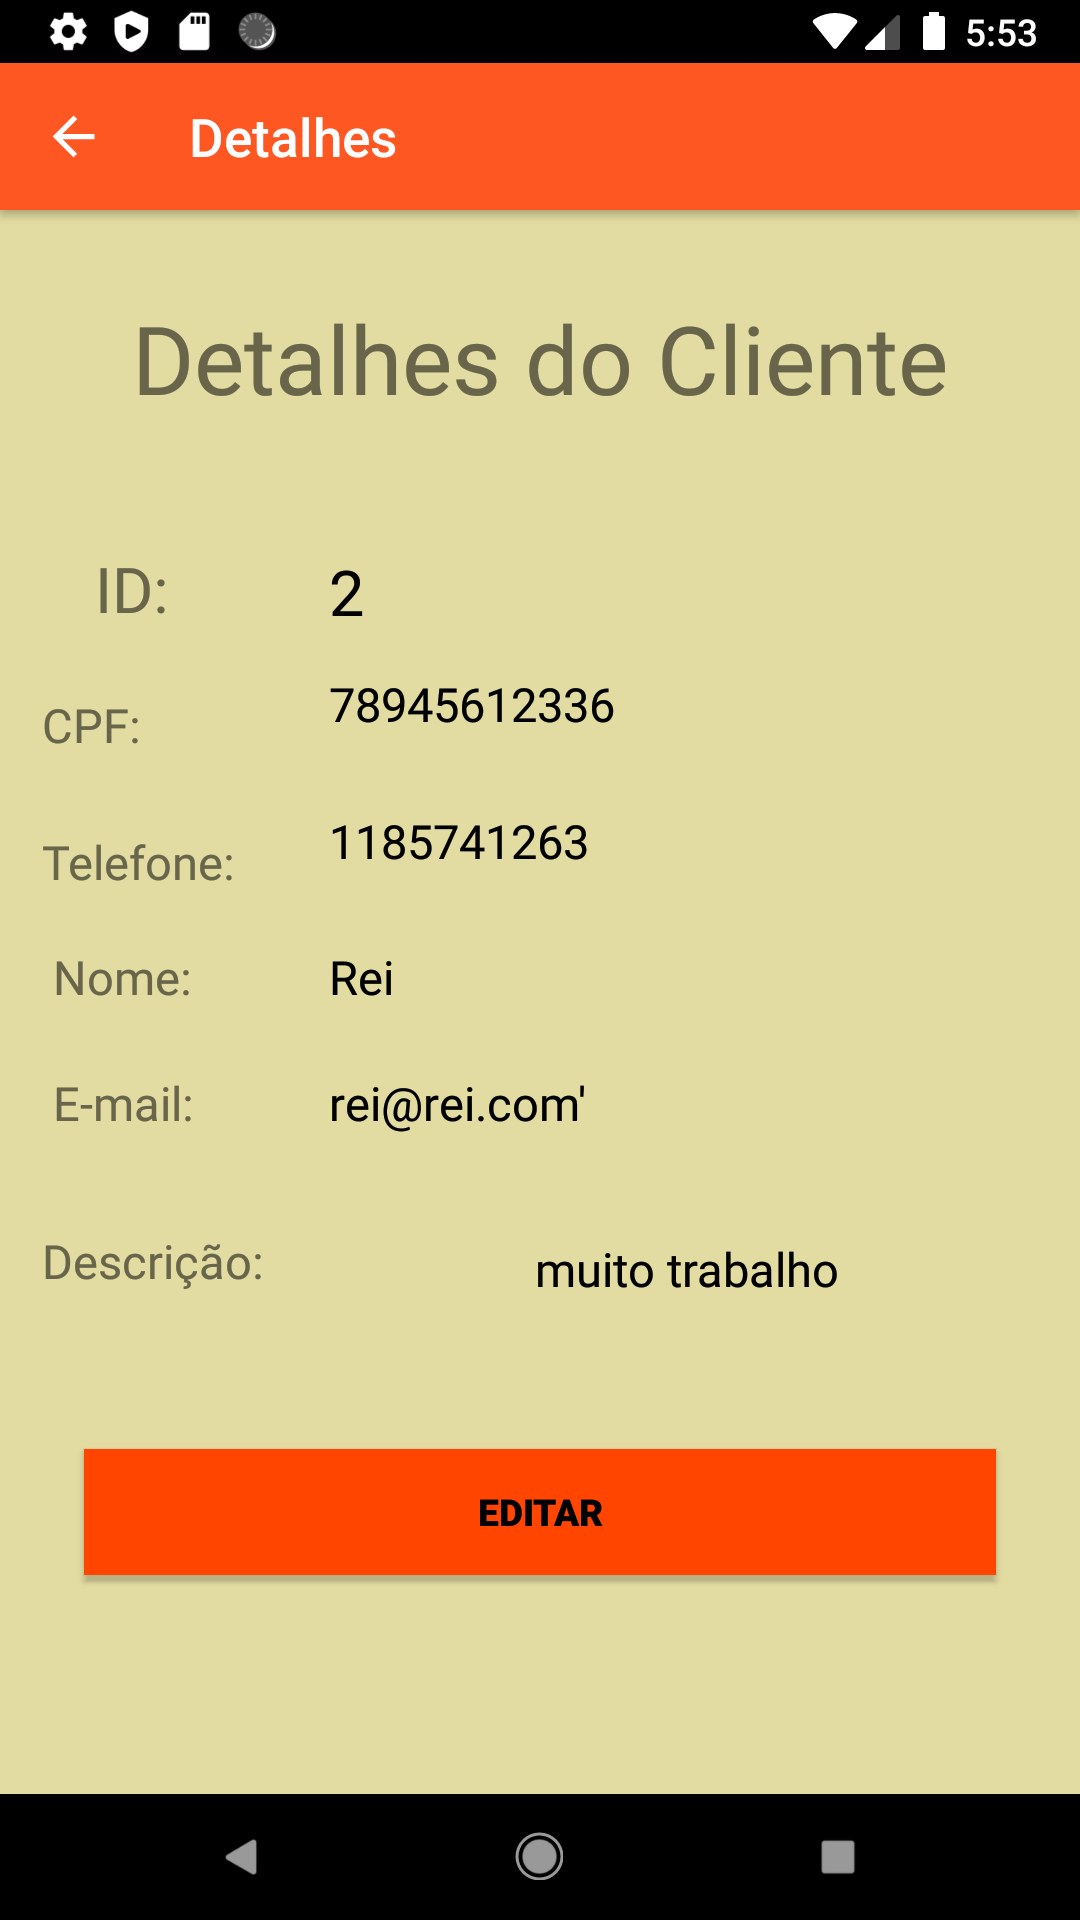 5:53
Detalhes
Detalhes do Cliente
ID: 2
CPF: 78945612336
Telefone: 1185741263
Nome: Rei
E-mail: rei@rei.com'
Descrição: muito trabalho
EDITAR